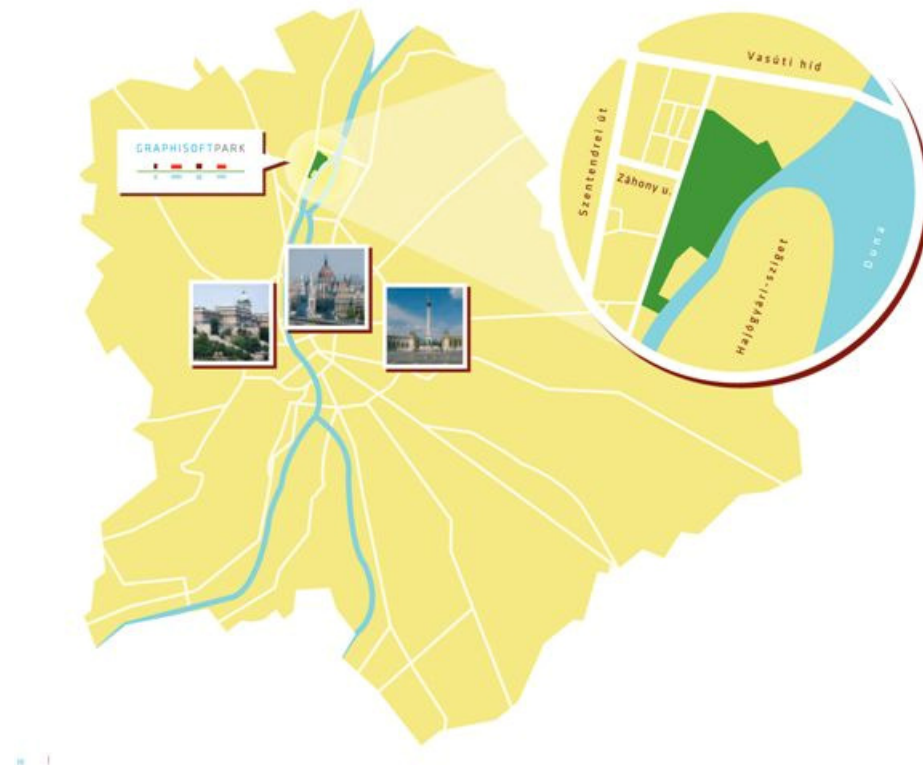 GRAPHISOFTPARK
Vasúti híd
Szentendrei út
Záhony u.
Hajógyári-sziget
Duna